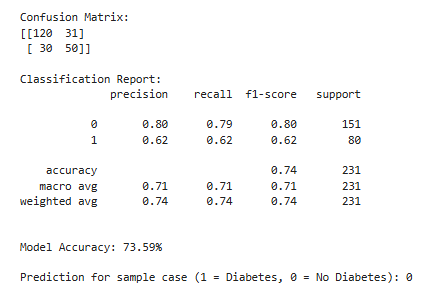 Confusion Matrix:
[[120  31]
 [ 30  50]]
Classification Report:
              precision    recall  f1-score   support
           0       0.80      0.79      0.80       151
           1       0.62      0.62      0.62        80
    accuracy                           0.74       231
   macro avg       0.71      0.71      0.71       231
weighted avg       0.74      0.74      0.74       231
Model Accuracy: 73.59%
Prediction for sample case (1 = Diabetes, 0 = No Diabetes): 0